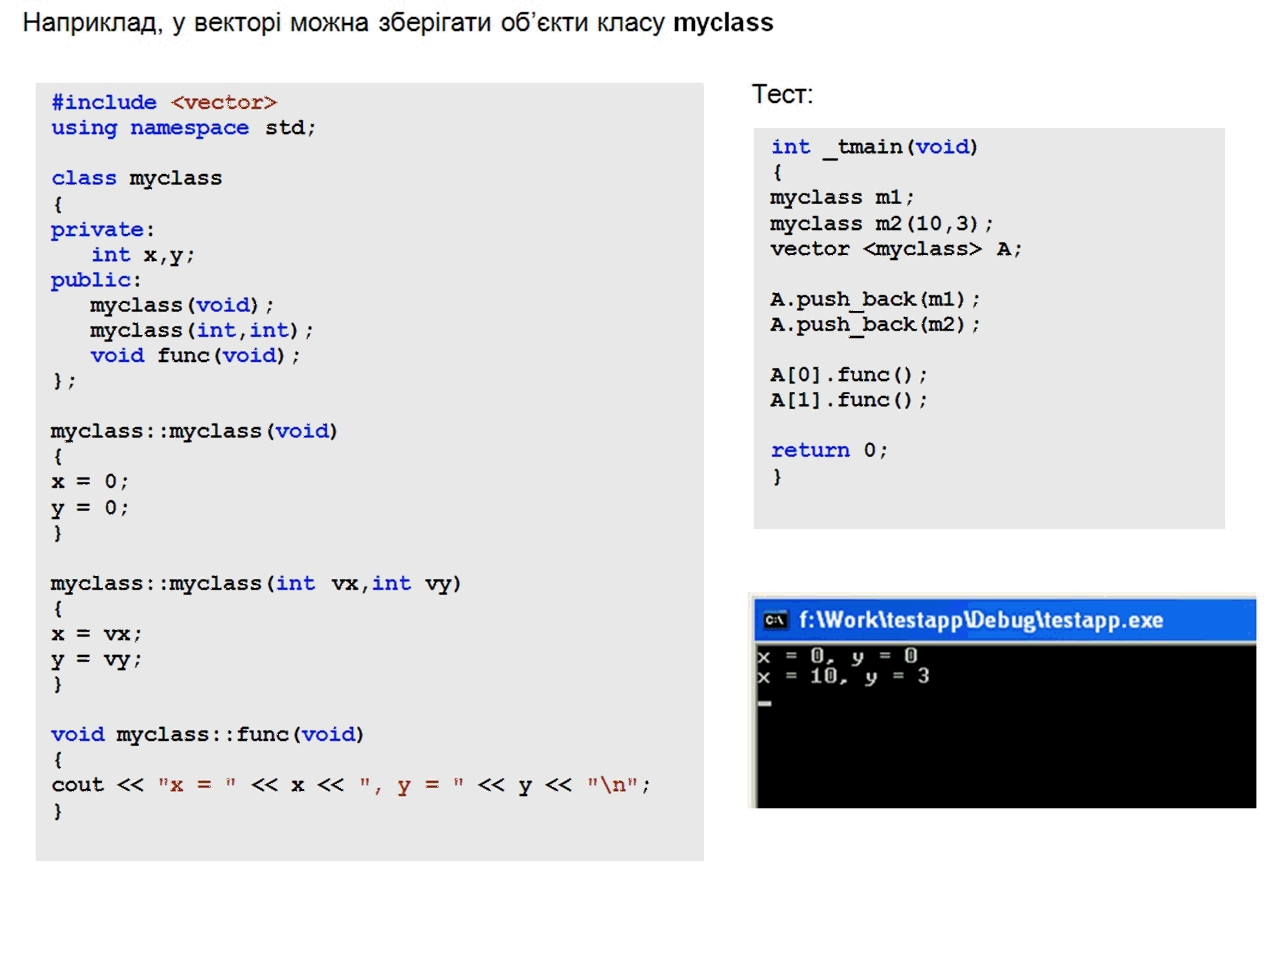 Наприклад, у векторі можна зберігати об’єкти класу myclass
#include <vector>
using namespace std;
class myclass
{
private:
int x,y;
public:
myclass(void);
myclass(int,int);
void func(void);
};
myclass::myclass(void)
{
x = 0;
y = 0;
}
myclass::myclass(int vx,int vy)
{
x = vx;
y = vy;
}
void myclass::func(void)
{
cout << "x = " << x << ", y = " << y << "\n";
}
Тест:
int _tmain(void)
{
myclass m1;
myclass m2(10,3);
vector <myclass> A;
A.push_back(m1);
A.push_back(m2);
A[0].func();
A[1].func();
return 0;
}
C:\ f:\Work\testapp\Debug\testapp.exe
x = 0, y = 0
x = 10, y = 3